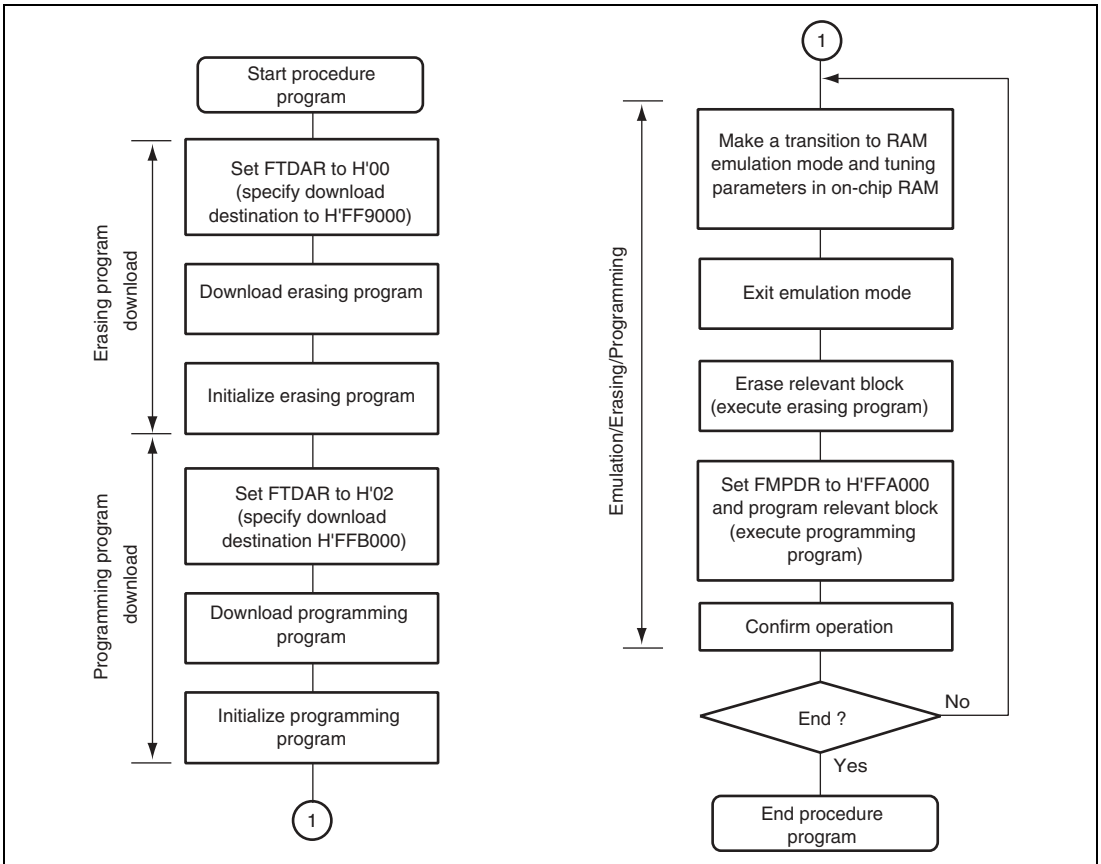 Start procedure
program
Erasing program
download
Set FTDAR to H'00
(specify download
destination to H'FF9000)
Download erasing program
Initialize erasing program
Programming program
download
Set FTDAR to H'02
(specify download
destination H'FFB000)
Download programming
program
Initialize programming
program
1
1
Emulation/Erasing/Programming
Make a transition to RAM
emulation mode and tuning
parameters in on-chip RAM
Exit emulation mode
Erase relevant block
(execute erasing program)
Set FMPDR to H'FFA000
and program relevant block
(execute programming
program)
Confirm operation
End ?
No
Yes
End procedure
program